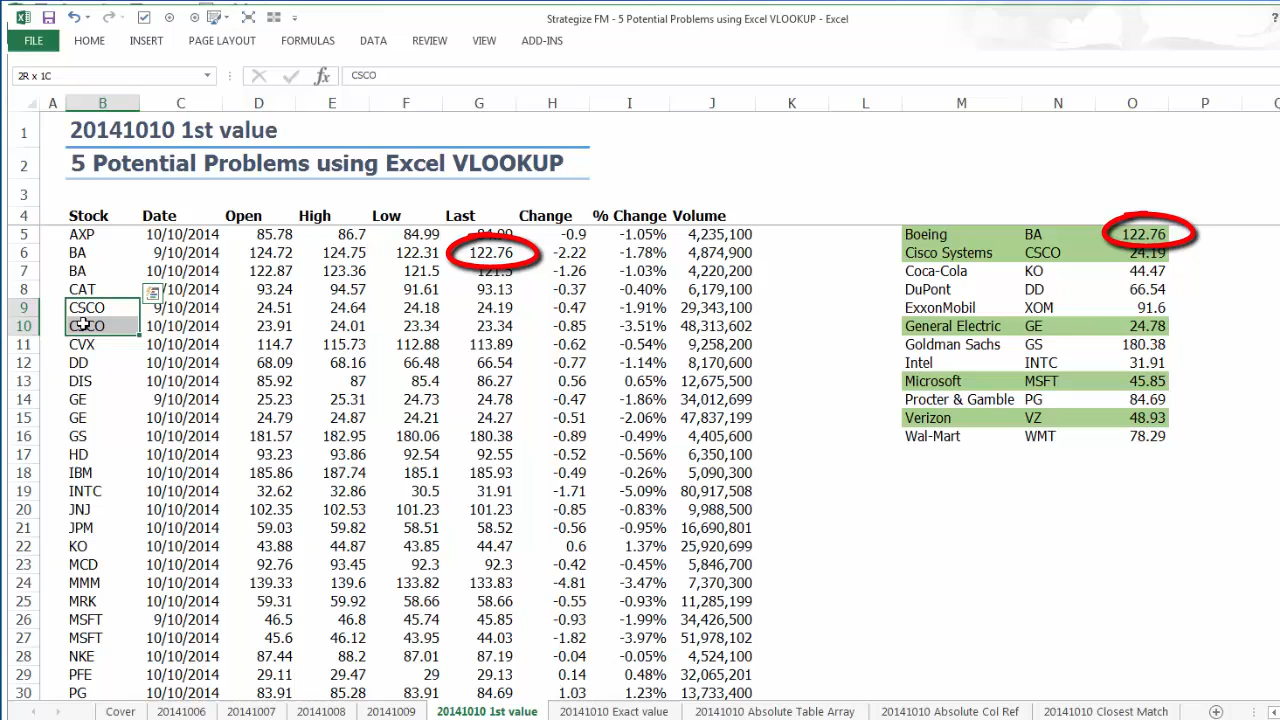 Strategize FM - 5 Potential Problems using Excel VLOOKUP - Excel ?
FILE HOME INSERT PAGE LAYOUT FORMULAS DATA REVIEW VIEW ADD-INS
2R x 1C fx CSCO
A B C D E F G H I J K L M N O P
1 20141010 1st value
2 5 Potential Problems using Excel VLOOKUP
3
4 Stock Date Open High Low Last Change % Change Volume
5 AXP 10/10/2014 85.78 86.7 84.99 84.99 -0.9 -1.05% 4,235,100 Boeing BA 122.76
6 BA 9/10/2014 124.72 124.75 122.31 122.76 -2.22 -1.78% 4,874,900 Cisco Systems CSCO 24.19
7 BA 10/10/2014 122.87 123.36 121.5 121.5 -1.26 -1.03% 4,220,200 Coca-Cola KO 44.47
8 CAT 10/10/2014 93.24 94.57 91.61 93.13 -0.37 -0.40% 6,179,100 DuPont DD 66.54
9 CSCO 9/10/2014 24.51 24.64 24.18 24.19 -0.47 -1.91% 29,343,100 ExxonMobil XOM 91.6
10 CSCO 10/10/2014 23.91 24.01 23.34 23.34 -0.85 -3.51% 48,313,602 General Electric GE 24.78
11 CVX 10/10/2014 114.7 115.73 112.88 113.89 -0.62 -0.54% 9,258,200 Goldman Sachs GS 180.38
12 DD 10/10/2014 68.09 68.16 66.48 66.54 -0.77 -1.14% 8,170,600 Intel INTC 31.91
13 DIS 10/10/2014 85.92 87 85.4 86.27 0.56 0.65% 12,675,500 Microsoft MSFT 45.85
14 GE 9/10/2014 25.23 25.31 24.73 24.78 -0.47 -1.86% 34,012,699 Procter & Gamble PG 84.69
15 GE 10/10/2014 24.79 24.87 24.21 24.27 -0.51 -2.06% 47,837,199 Verizon VZ 48.93
16 GS 10/10/2014 181.57 182.95 180.06 180.38 -0.89 -0.49% 4,405,600 Wal-Mart WMT 78.29
17 HD 10/10/2014 93.23 93.86 92.54 92.55 -0.52 -0.56% 6,350,100
18 IBM 10/10/2014 185.86 187.74 185.1 185.93 -0.49 -0.26% 5,090,300
19 INTC 10/10/2014 32.62 32.86 30.5 31.91 -1.71 -5.09% 80,917,508
20 JNJ 10/10/2014 102.35 102.53 101.23 101.23 -0.85 -0.83% 9,988,500
21 JPM 10/10/2014 59.03 59.82 58.51 58.52 -0.56 -0.95% 16,690,801
22 KO 10/10/2014 43.88 44.87 43.85 44.47 0.6 1.37% 25,920,699
23 MCD 10/10/2014 92.76 93.45 92.3 92.3 -0.42 -0.45% 5,846,700
24 MMM 10/10/2014 139.33 139.6 133.82 133.83 -4.81 -3.47% 7,370,300
25 MRK 10/10/2014 59.31 59.92 58.66 58.66 -0.55 -0.93% 11,285,199
26 MSFT 9/10/2014 46.5 46.8 45.74 45.85 -0.93 -1.99% 34,426,500
27 MSFT 10/10/2014 45.6 46.12 43.95 44.03 -1.82 -3.97% 51,978,102
28 NKE 10/10/2014 87.44 88.2 87.01 87.19 -0.04 -0.05% 4,524,100
29 PFE 10/10/2014 29.11 29.47 29 29.13 0.14 0.48% 32,065,201
30 PG 10/10/2014 83.91 85.28 83.91 84.69 1.03 1.23% 13,733,400
Cover 20141006 20141007 20141008 20141009 20141010 1st value 20141010 Exact value 20141010 Absolute Table Array 20141010 Absolute Col Ref 20141010 Closest Match